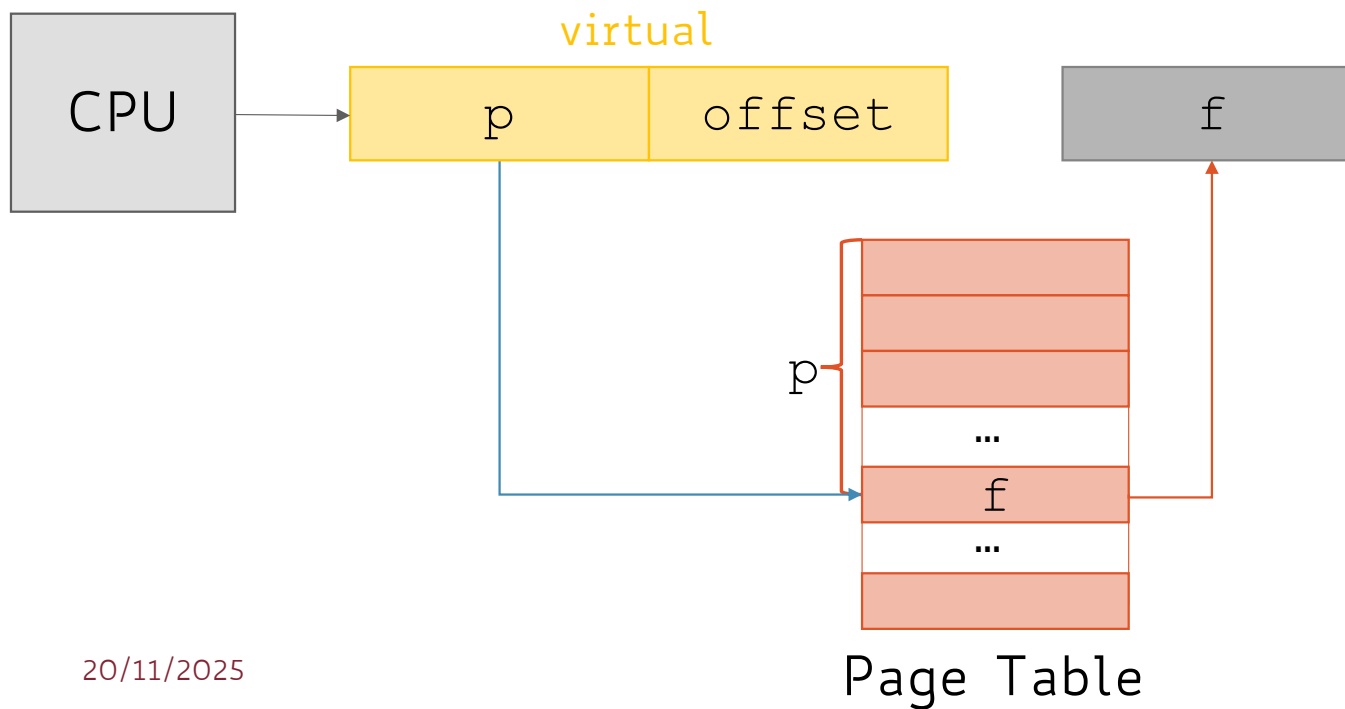 virtual
CPU
p offset
f
p
...
f
...
20/11/2025
Page Table